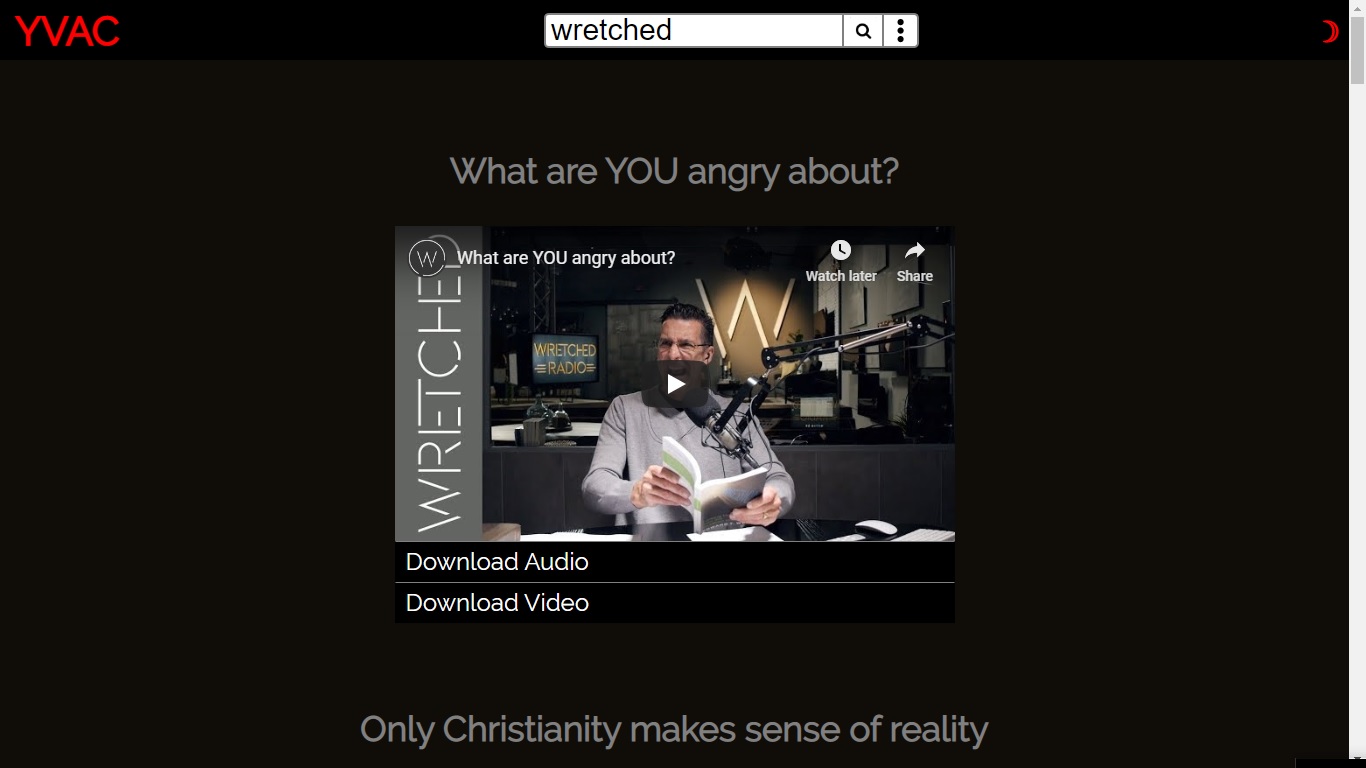 YVAC
wretched
What are YOU angry about?
W
What are YOU angry about?
Watch later
Share
WRETCHED
W
WRETCHED
RADIO
Download Audio
Download Video
Only Christianity makes sense of reality